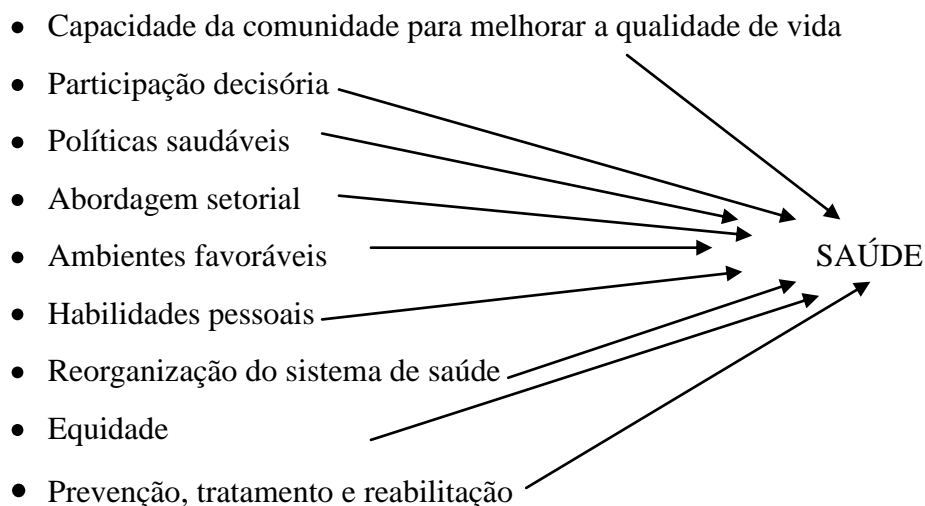 • Capacidade da comunidade para melhorar a qualidade de vida
• Participação decisória
• Políticas saudáveis
• Abordagem setorial
• Ambientes favoráveis
SAÚDE
• Habilidades pessoais
• Reorganização do sistema de saúde
• Equidade
• Prevenção, tratamento e reabilitação